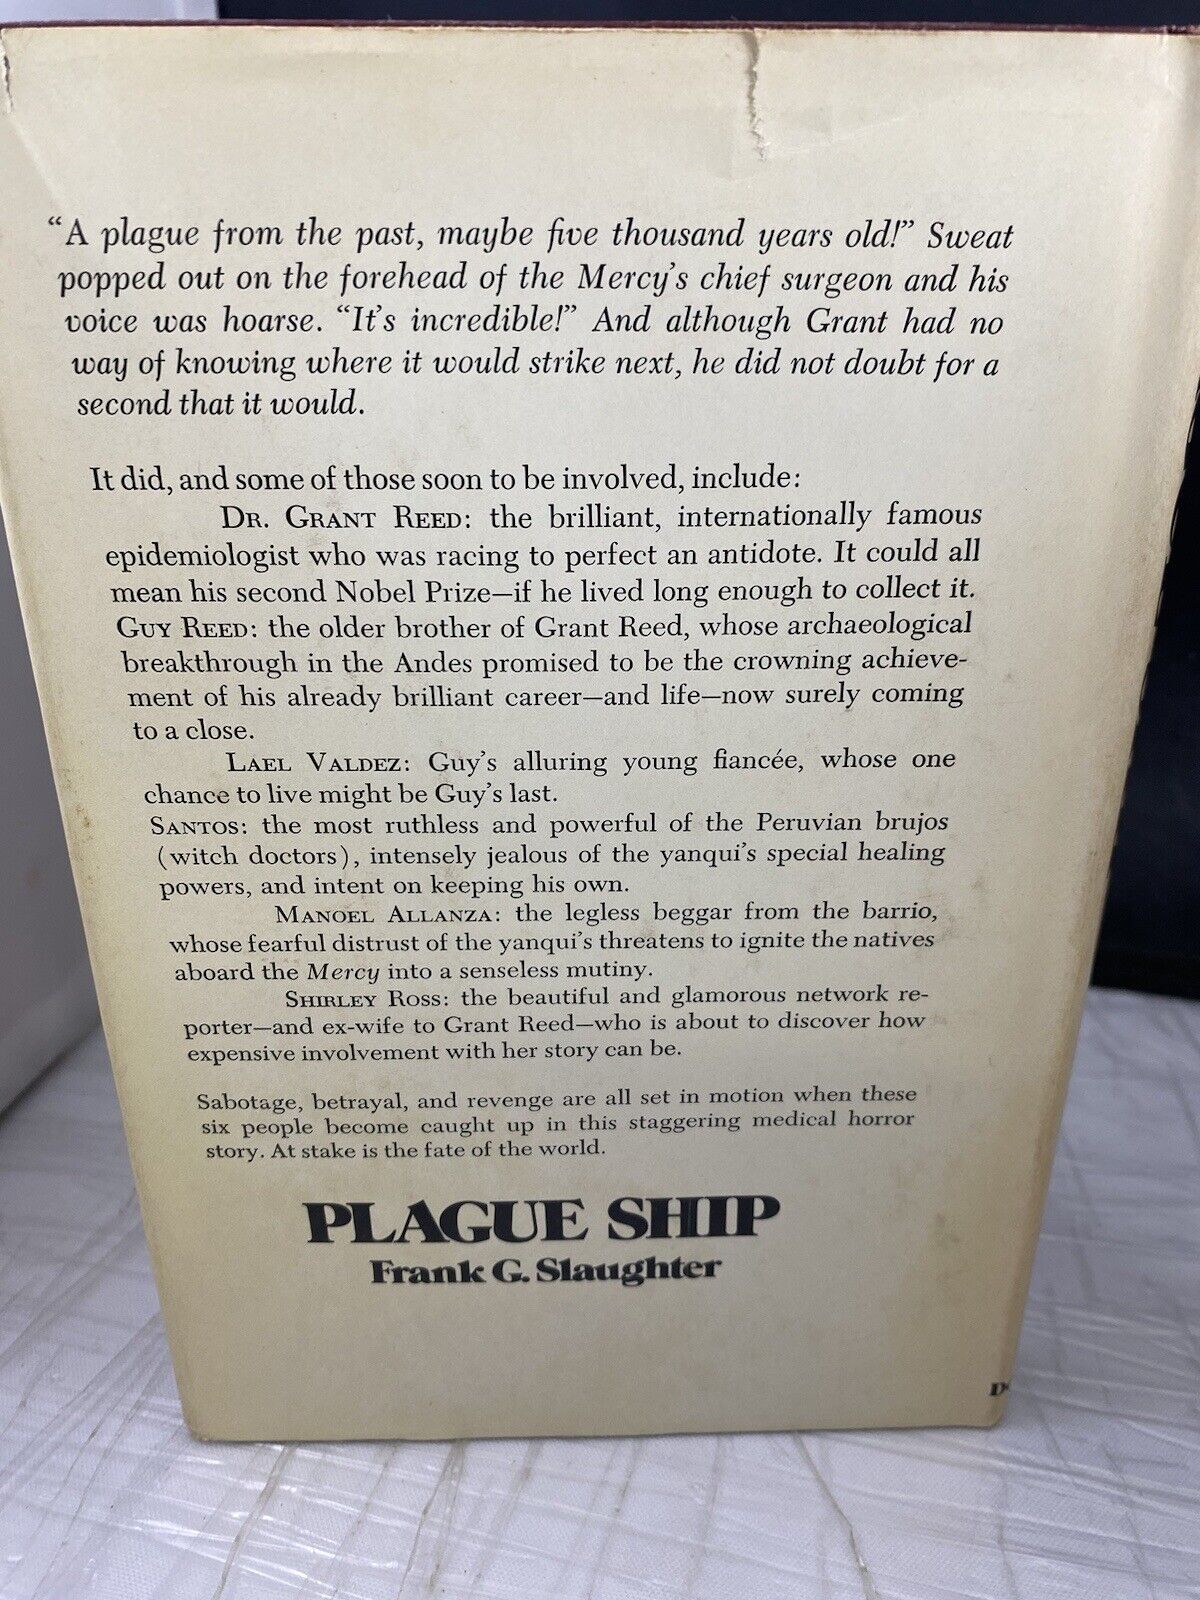 “A plague from the past, maybe five thousand years old!” Sweat
popped out on the forehead of the Mercy’s chief surgeon and his
voice was hoarse. “It’s incredible!” And although Grant had no
way of knowing where it would strike next, he did not doubt for a
second that it would.
It did, and some of those soon to be involved, include:
DR. GRANT REED: the brilliant, internationally famous
epidemiologist who was racing to perfect an antidote. It could all
mean his second Nobel Prize—if he lived long enough to collect it.
GUY REED: the older brother of Grant Reed, whose archaeological
breakthrough in the Andes promised to be the crowning achieve-
ment of his already brilliant career—and life—now surely coming
to a close.
LAEL VALDEZ: Guy’s alluring young fiancée, whose one
chance to live might be Guy’s last.
SANTOS: the most ruthless and powerful of the Peruvian brujos
(witch doctors), intensely jealous of the yanqui’s special healing
powers, and intent on keeping his own.
MANOEL ALLANZA: the legless beggar from the barrio,
whose fearful distrust of the yanqui’s threatens to ignite the natives
aboard the Mercy into a senseless mutiny.
SHIRLEY ROSS: the beautiful and glamorous network re-
porter—and ex-wife to Grant Reed—who is about to discover how
expensive involvement with her story can be.
Sabotage, betrayal, and revenge are all set in motion when these
six people become caught up in this staggering medical horror
story. At stake is the fate of the world.
PLAGUE SHIP
Frank G. Slaughter